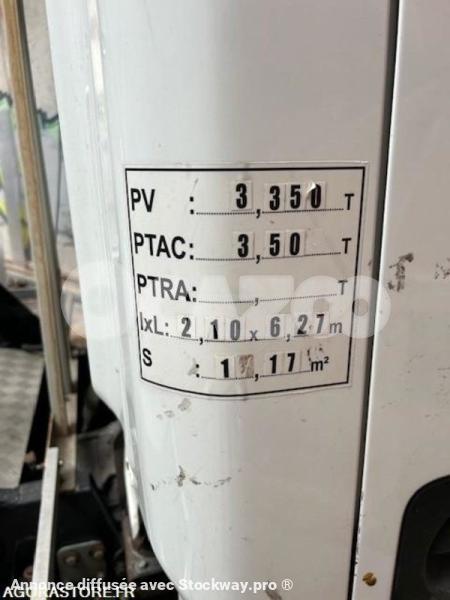 PV : 3,350 T
PTAC: 3,50 T
PTRA: , T
lxL: 2,10 x 6,27 m
S : 13,17 m²
Annonce diffusée avec Stockway.pro ®
AGORASTORE.FR